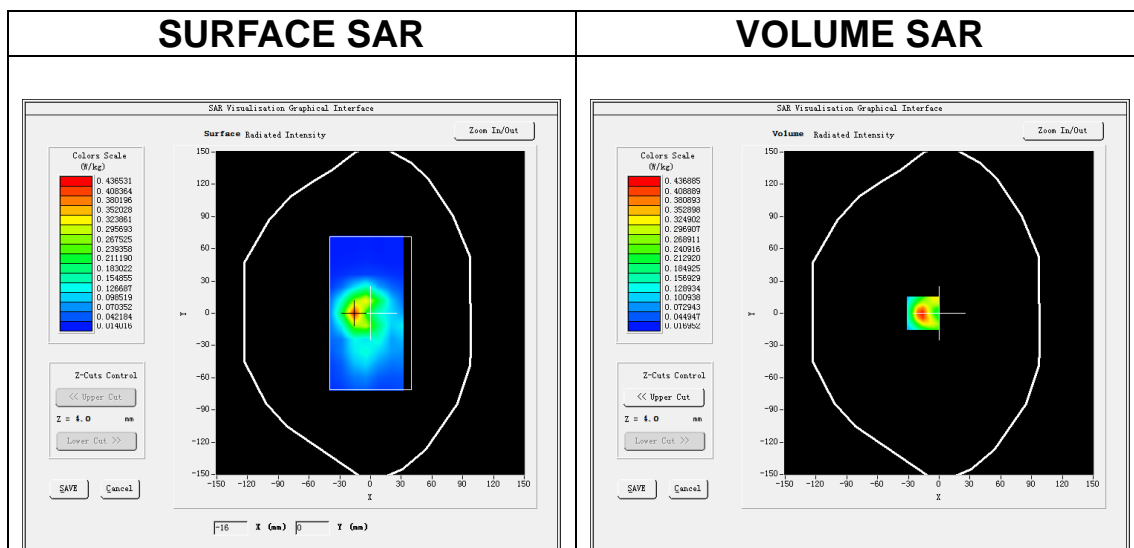 SURFACE SAR
VOLUME SAR
SAR Visualisation Graphical Interface
Surface Radiated Intensity
Zoom In/Out
Colors Scale
(W/kg)
0.436531
0.408364
0.380196
0.352028
0.323861
0.295693
0.267525
0.239358
0.211190
0.183022
0.154855
0.126687
0.098519
0.070352
0.042184
0.014016
Z-Cuts Control
<< Upper Cut
Z = 4.0 mm
Lower Cut >>
SAVE
Cancel
150
120
90
60
30
0
-30
-60
-90
-120
-150
Y
-150 -120 -90 -60 -30 0 30 60 90 120 150
X
-16 X (mm) 0 Y (mm)
SAR Visualisation Graphical Interface
Volume Radiated Intensity
Zoom In/Out
Colors Scale
(W/kg)
0.436885
0.408889
0.380893
0.352898
0.324902
0.296907
0.268911
0.240916
0.212920
0.184925
0.156929
0.128934
0.100938
0.072943
0.044947
0.016952
Z-Cuts Control
<< Upper Cut
Z = 4.0 mm
Lower Cut >>
SAVE
Cancel
150
120
90
60
30
0
-30
-60
-90
-120
-150
Y
-150 -120 -90 -60 -30 0 30 60 90 120 150
X